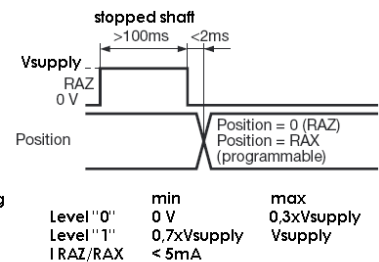 stopped shaft
>100ms <2ms
Vsupply
RAZ
0 V
Position
Position = 0 (RAZ)
Position = RAX
(programmable)
g min max
Level "0" 0 V 0,3xVsupply
Level "1" 0,7xVsupply Vsupply
I RAZ/RAX < 5mA